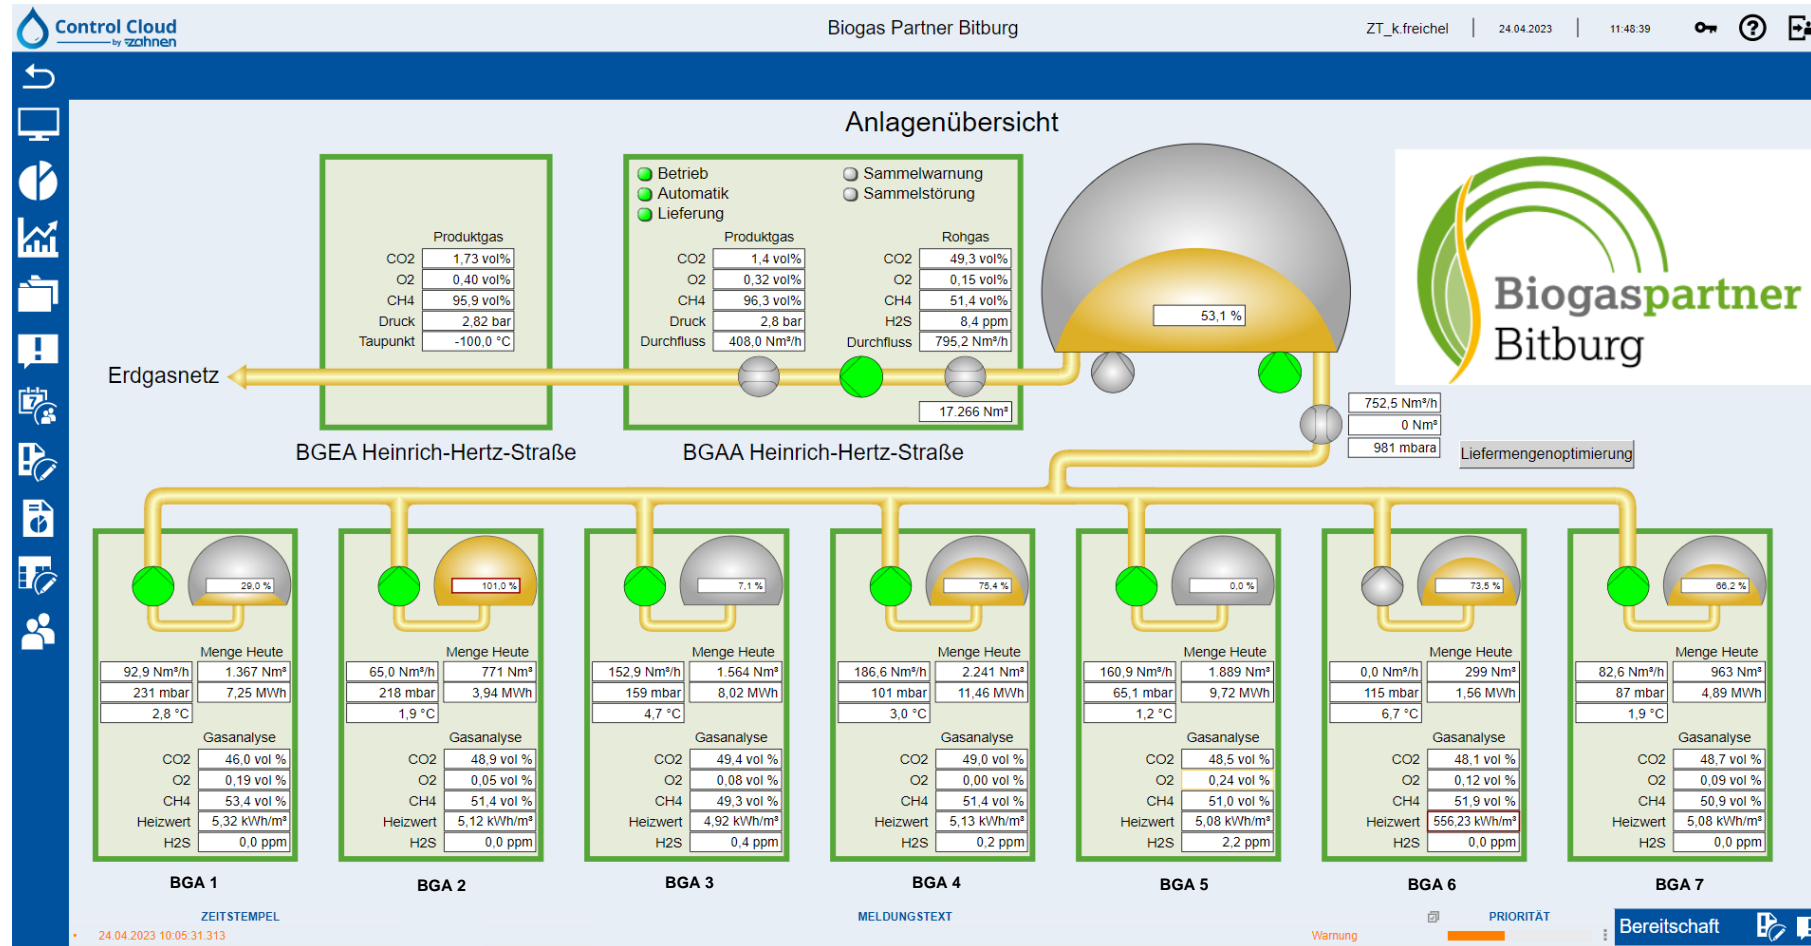 Control Cloud
by zahnen
Biogas Partner Bitburg
ZT_k.freichel
24.04.2023
11:48:39
Anlagenübersicht
Betrieb
Automatik
Lieferung
Sammelwarnung
Sammelstörung
Produktgas
CO2 1,73 vol%
O2 0,40 vol%
CH4 95,9 vol%
Druck 2,82 bar
Taupunkt -100,0 °C
Produktgas
CO2 1,4 vol%
O2 0,32 vol%
CH4 96,3 vol%
Druck 2,8 bar
Durchfluss 408,0 Nm³/h
Rohgas
CO2 49,3 vol%
O2 0,15 vol%
CH4 51,4 vol%
H2S 8,4 ppm
Durchfluss 795,2 Nm³/h
17.266 Nm³
53,1 %
Biogaspartner
Bitburg
Erdgasnetz
BGEA Heinrich-Hertz-Straße
BGAA Heinrich-Hertz-Straße
752,5 Nm³/h
0 Nm³
981 mbara
Liefermengenoptimierung
29,0 %
Menge Heute
92,9 Nm³/h 1.367 Nm³
231 mbar 7,25 MWh
2,8 °C
Gasanalyse
CO2 46,0 vol %
O2 0,19 vol %
CH4 53,4 vol %
Heizwert 5,32 kWh/m³
H2S 0,0 ppm
BGA 1
101,0 %
Menge Heute
65,0 Nm³/h 771 Nm³
218 mbar 3,94 MWh
1,9 °C
Gasanalyse
CO2 48,9 vol %
O2 0,05 vol %
CH4 51,4 vol %
Heizwert 5,12 kWh/m³
H2S 0,0 ppm
BGA 2
7,1 %
Menge Heute
152,9 Nm³/h 1.564 Nm³
159 mbar 8,02 MWh
4,7 °C
Gasanalyse
CO2 49,4 vol %
O2 0,08 vol %
CH4 49,3 vol %
Heizwert 4,92 kWh/m³
H2S 0,4 ppm
BGA 3
75,4 %
Menge Heute
186,6 Nm³/h 2.241 Nm³
101 mbar 11,46 MWh
3,0 °C
Gasanalyse
CO2 49,0 vol %
O2 0,00 vol %
CH4 51,4 vol %
Heizwert 5,13 kWh/m³
H2S 0,2 ppm
BGA 4
0,0 %
Menge Heute
160,9 Nm³/h 1.889 Nm³
65,1 mbar 9,72 MWh
1,2 °C
Gasanalyse
CO2 48,5 vol %
O2 0,24 vol %
CH4 51,0 vol %
Heizwert 5,08 kWh/m³
H2S 2,2 ppm
BGA 5
73,5 %
Menge Heute
0,0 Nm³/h 299 Nm³
115 mbar 1,56 MWh
6,7 °C
Gasanalyse
CO2 48,1 vol %
O2 0,12 vol %
CH4 51,9 vol %
Heizwert 556,23 kWh/m³
H2S 0,0 ppm
BGA 6
66,2 %
Menge Heute
82,6 Nm³/h 963 Nm³
87 mbar 4,89 MWh
1,9 °C
Gasanalyse
CO2 48,7 vol %
O2 0,09 vol %
CH4 50,9 vol %
Heizwert 5,08 kWh/m³
H2S 0,0 ppm
BGA 7
ZEITSTEMPEL MELDUNGSTEXT PRIORITÄT
24.04.2023 10:05:31.313 Warnung
Bereitschaft